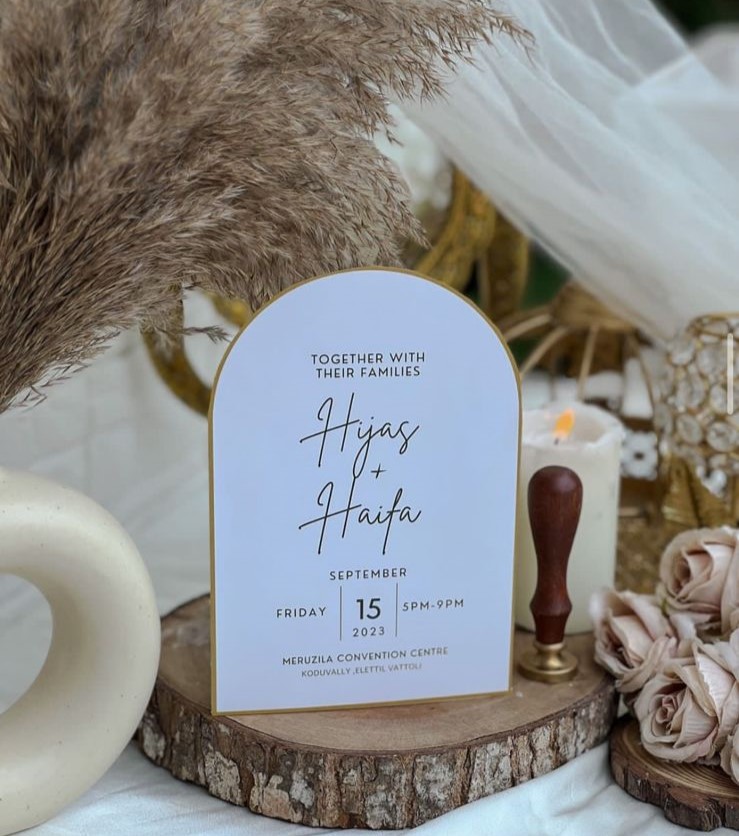 TOGETHER WITH
THEIR FAMILIES
Hijas
+
Haifa
SEPTEMBER
FRIDAY 15 5PM-9PM
2023
MERUZILA CONVENTION CENTRE
KODUVALLY ,ELETTIL VATTOLI